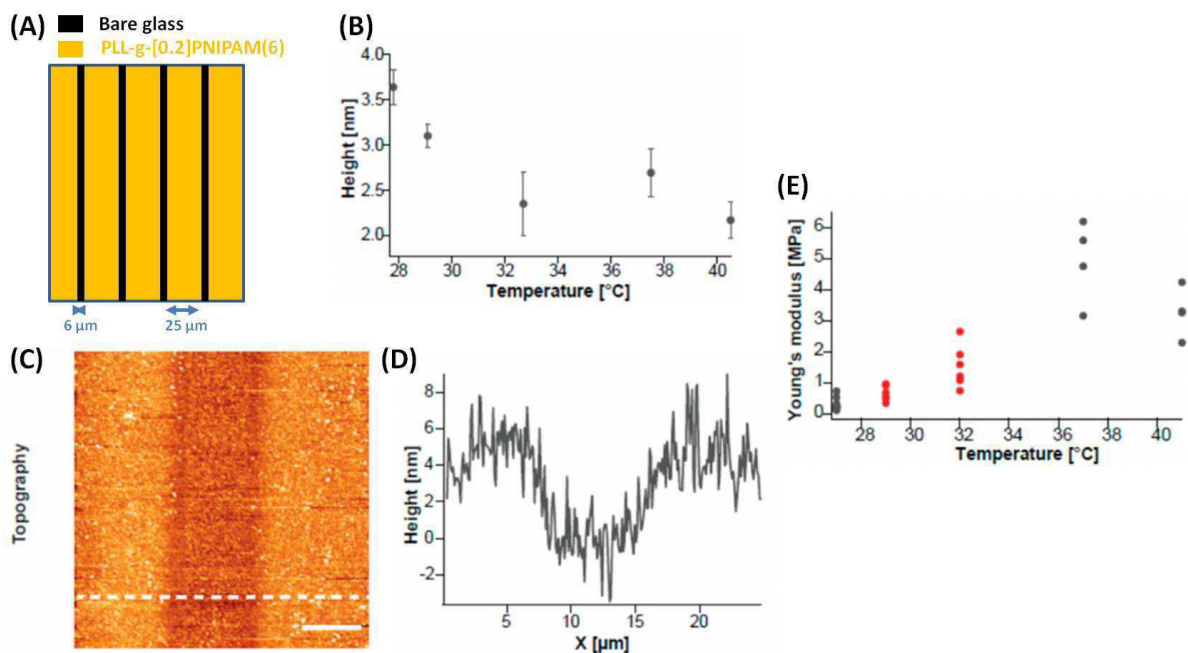 (A)
Bare glass
PLL-g-[0.2]PNIPAM(6)
6 µm
25 µm
(B)
4.0
3.5
3.0
2.5
2.0
Height [nm]
28 30 32 34 36 38 40
Temperature [°C]
(C)
Topography
(D)
8
6
4
2
0
-2
Height [nm]
5 10 15 20
X [µm]
(E)
6
5
4
3
2
1
0
Young's modulus [MPa]
28 30 32 34 36 38 40
Temperature [°C]